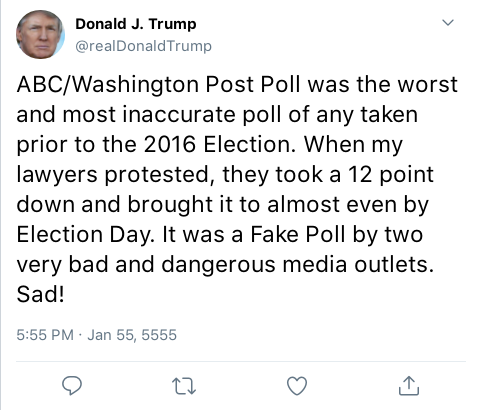 Donald J. Trump
@realDonaldTrump
ABC/Washington Post Poll was the worst
and most inaccurate poll of any taken
prior to the 2016 Election. When my
lawyers protested, they took a 12 point
down and brought it to almost even by
Election Day. It was a Fake Poll by two
very bad and dangerous media outlets.
Sad!
5:55 PM · Jan 55, 5555